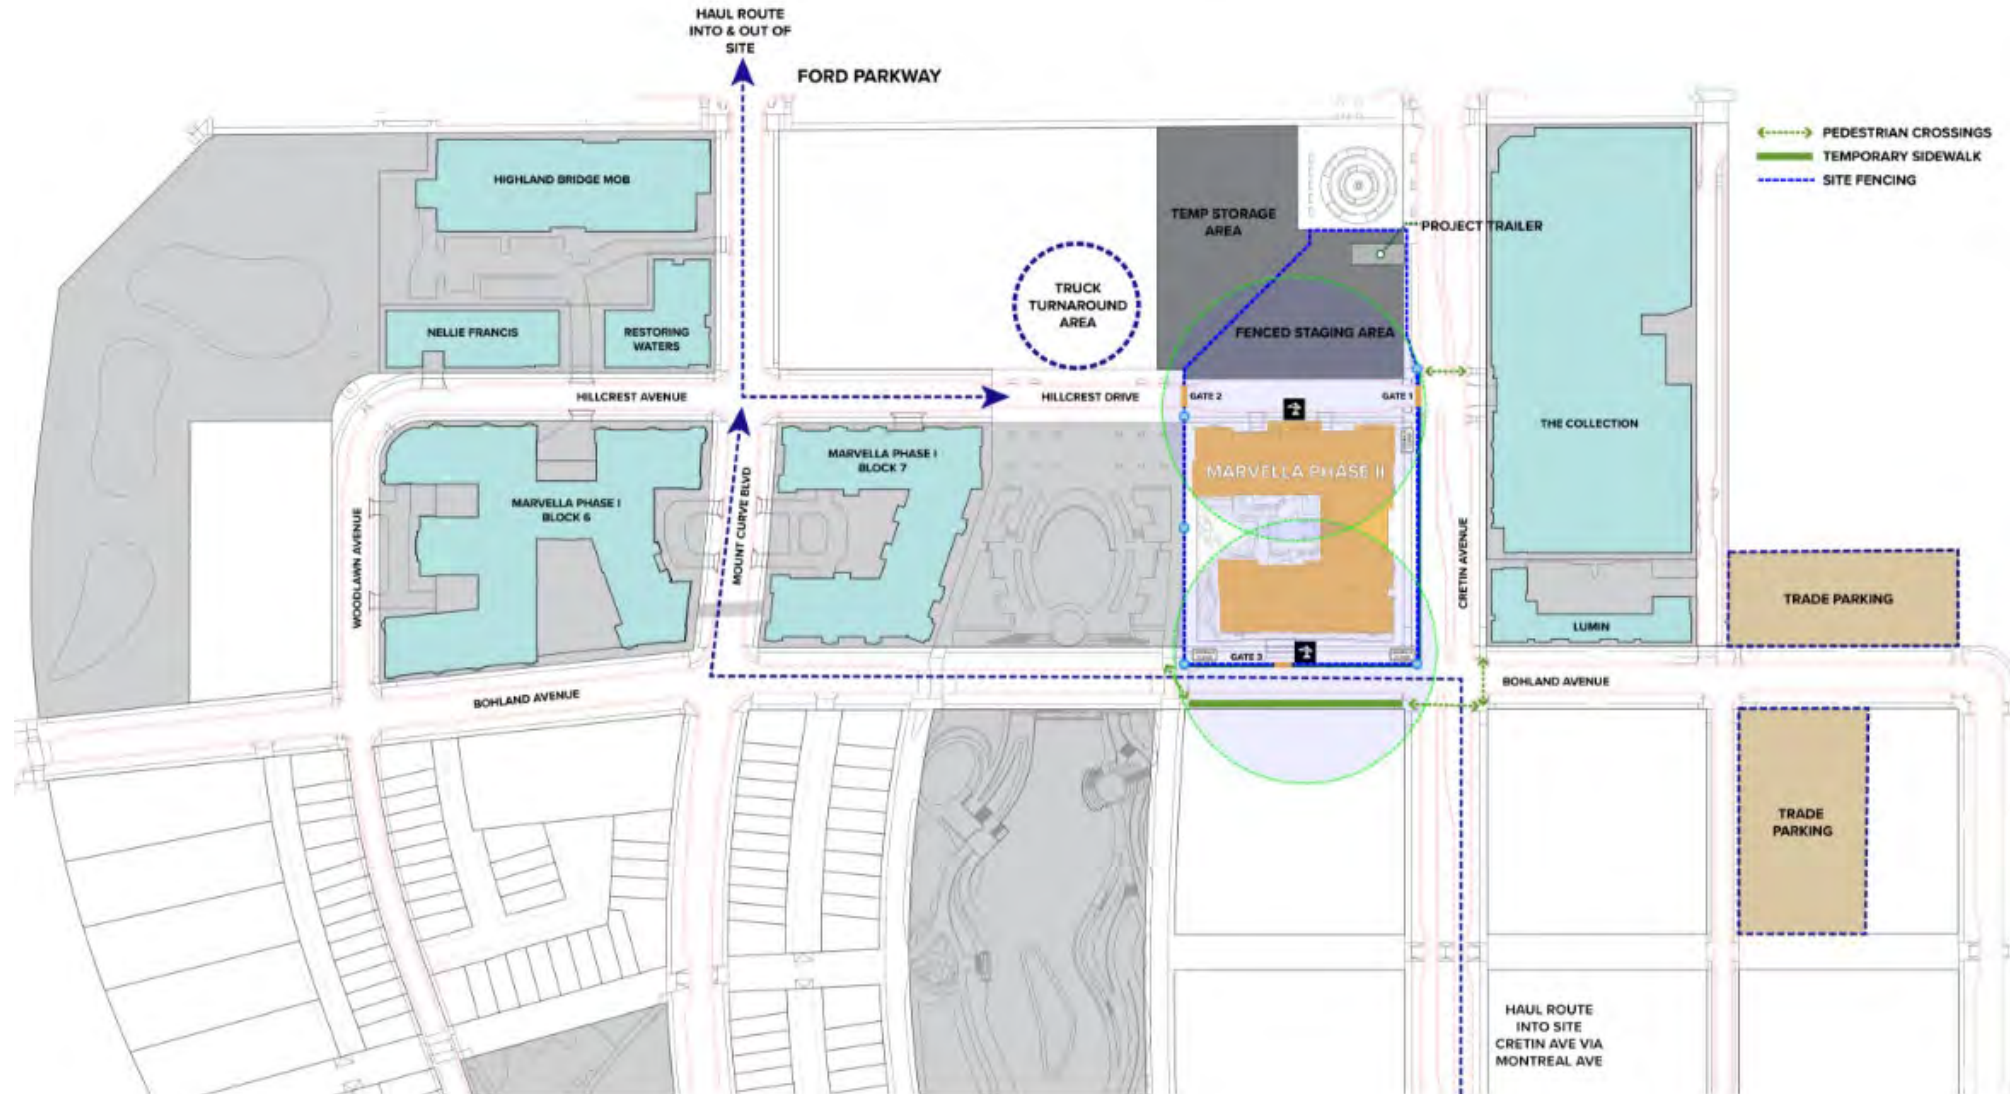 HAUL ROUTE
INTO & OUT OF
SITE
FORD PARKWAY
PEDESTRIAN CROSSINGS
TEMPORARY SIDEWALK
SITE FENCING
HIGHLAND BRIDGE MOB
TEMP STORAGE
AREA
PROJECT TRAILER
TRUCK
TURNAROUND
AREA
NELLIE FRANCIS
RESTORING
WATERS
FENCED STAGING AREA
HILLCREST AVENUE
HILLCREST DRIVE
GATE 2
GATE 1
THE COLLECTION
MARVELLA PHASE I
BLOCK 7
MARVELLA PHASE II
MARVELLA PHASE I
BLOCK 6
MOUNT CURVE BLVD
WOODLAWN AVENUE
CRETIN AVENUE
TRADE PARKING
LUMIN
GATE 3
BOHLAND AVENUE
BOHLAND AVENUE
TRADE
PARKING
HAUL ROUTE
INTO SITE
CRETIN AVE VIA
MONTREAL AVE